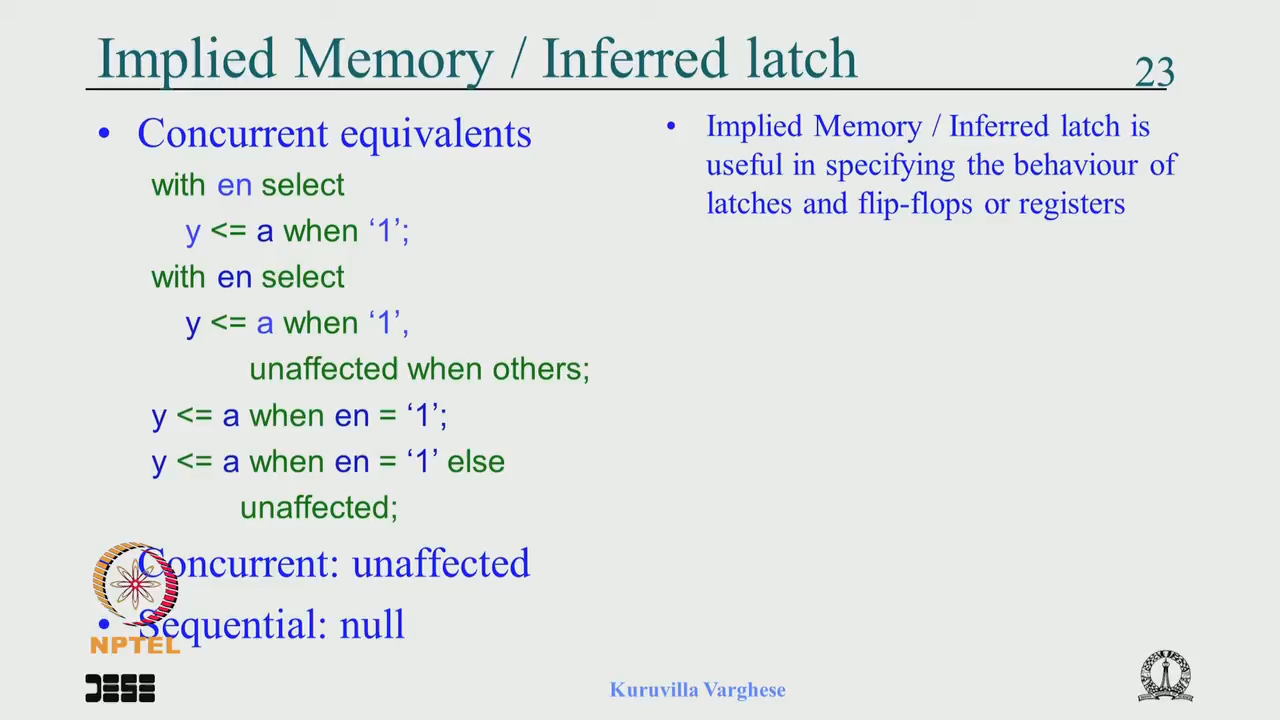 Implied Memory / Inferred latch
23
• Concurrent equivalents
with en select
y <= a when ‘1’;
with en select
y <= a when ‘1’,
unaffected when others;
y <= a when en = ‘1’;
y <= a when en = ‘1’ else
unaffected;
• Concurrent: unaffected
• Sequential: null
• Implied Memory / Inferred latch is
useful in specifying the behaviour of
latches and flip-flops or registers
NPTEL
DESE
Kuruvilla Varghese